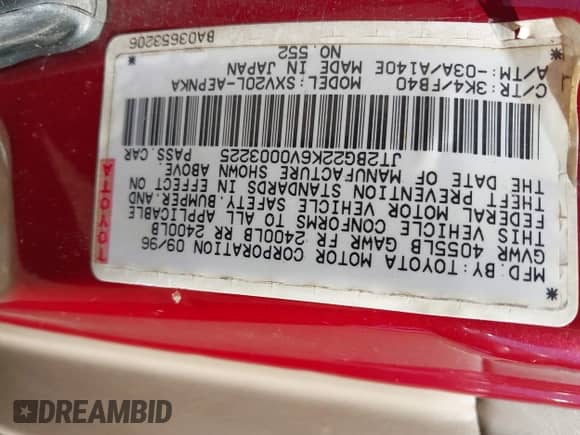 MFD.BY:TOYOTA MOTOR CORPORATION 09/96
GVWR 4055LB GAWR FR 2400LB RR 2400LB
THIS VEHICLE CONFORMS TO ALL APPLICABLE
FEDERAL MOTOR VEHICLE SAFETY,BUMPER,AND
THEFT PREVENTION STANDARDS IN EFFECT ON
THE DATE OF MANUFACTURE SHOWN ABOVE.
JT2BG22K6V0003225 PASS.CAR
TOYOTA
C/TR:3K4/FB40 MODEL:SXV20L-AEPNKA
A/TM:-03A/A140E MADE IN JAPAN
NO.552
BA03653206
DREAMBID